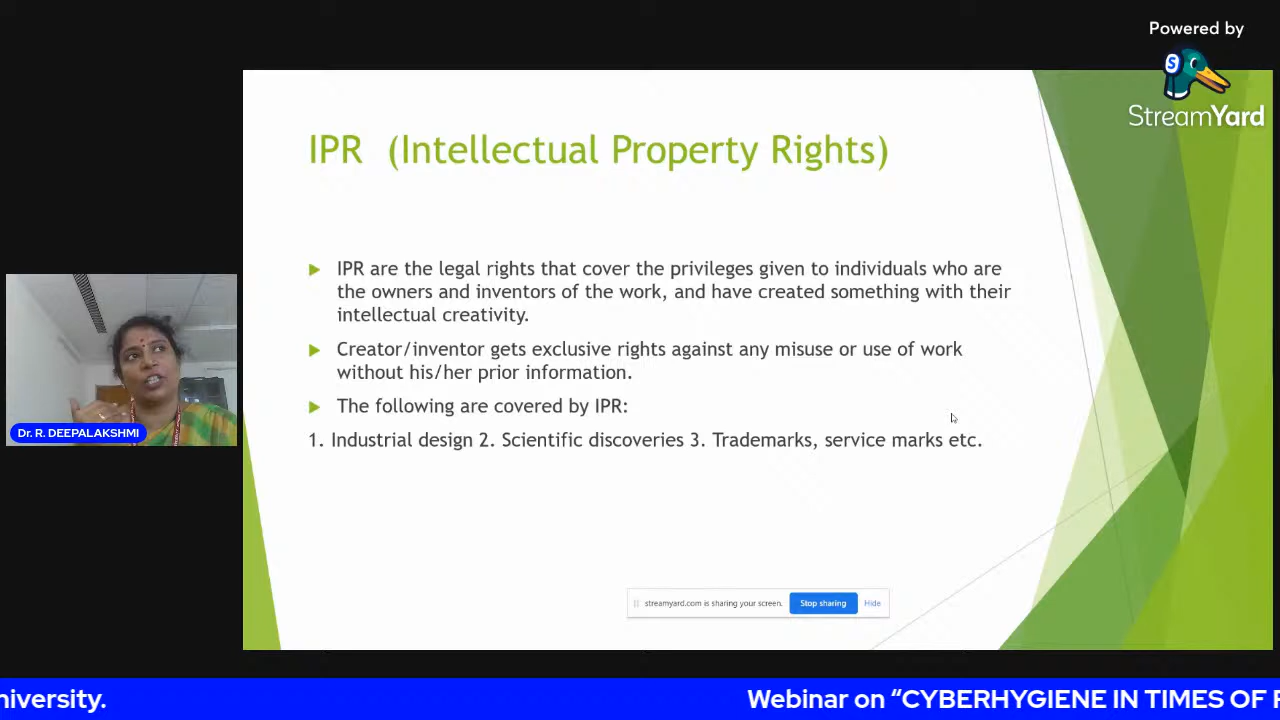 Powered by
S
StreamYard
IPR (Intellectual Property Rights)
IPR are the legal rights that cover the privileges given to individuals who are
the owners and inventors of the work, and have created something with their
intellectual creativity.
Creator/inventor gets exclusive rights against any misuse or use of work
without his/her prior information.
The following are covered by IPR:
1. Industrial design 2. Scientific discoveries 3. Trademarks, service marks etc.
Dr. R. DEEPALAKSHMI
streamyard.com is sharing your screen. Stop sharing Hide
niversity. Webinar on “CYBERHYGIENE IN TIMES OF